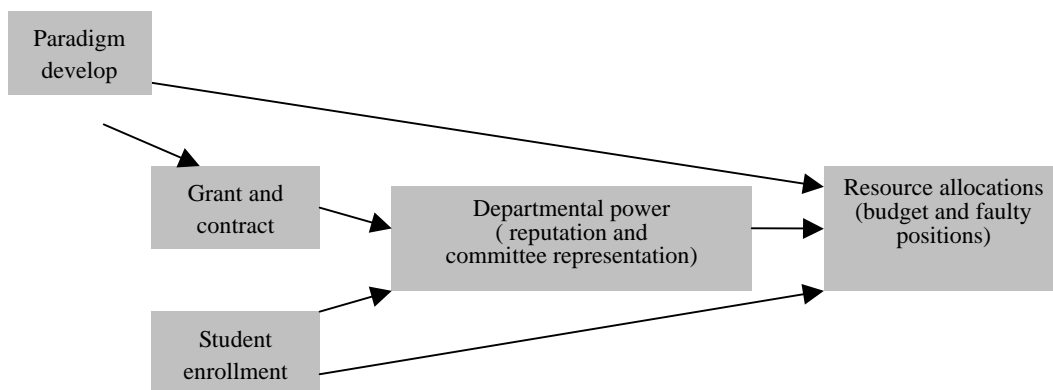 Paradigm
develop
Grant and
contract
Departmental power
( reputation and
committee representation)
Resource allocations
(budget and faulty
positions)
Student
enrollment